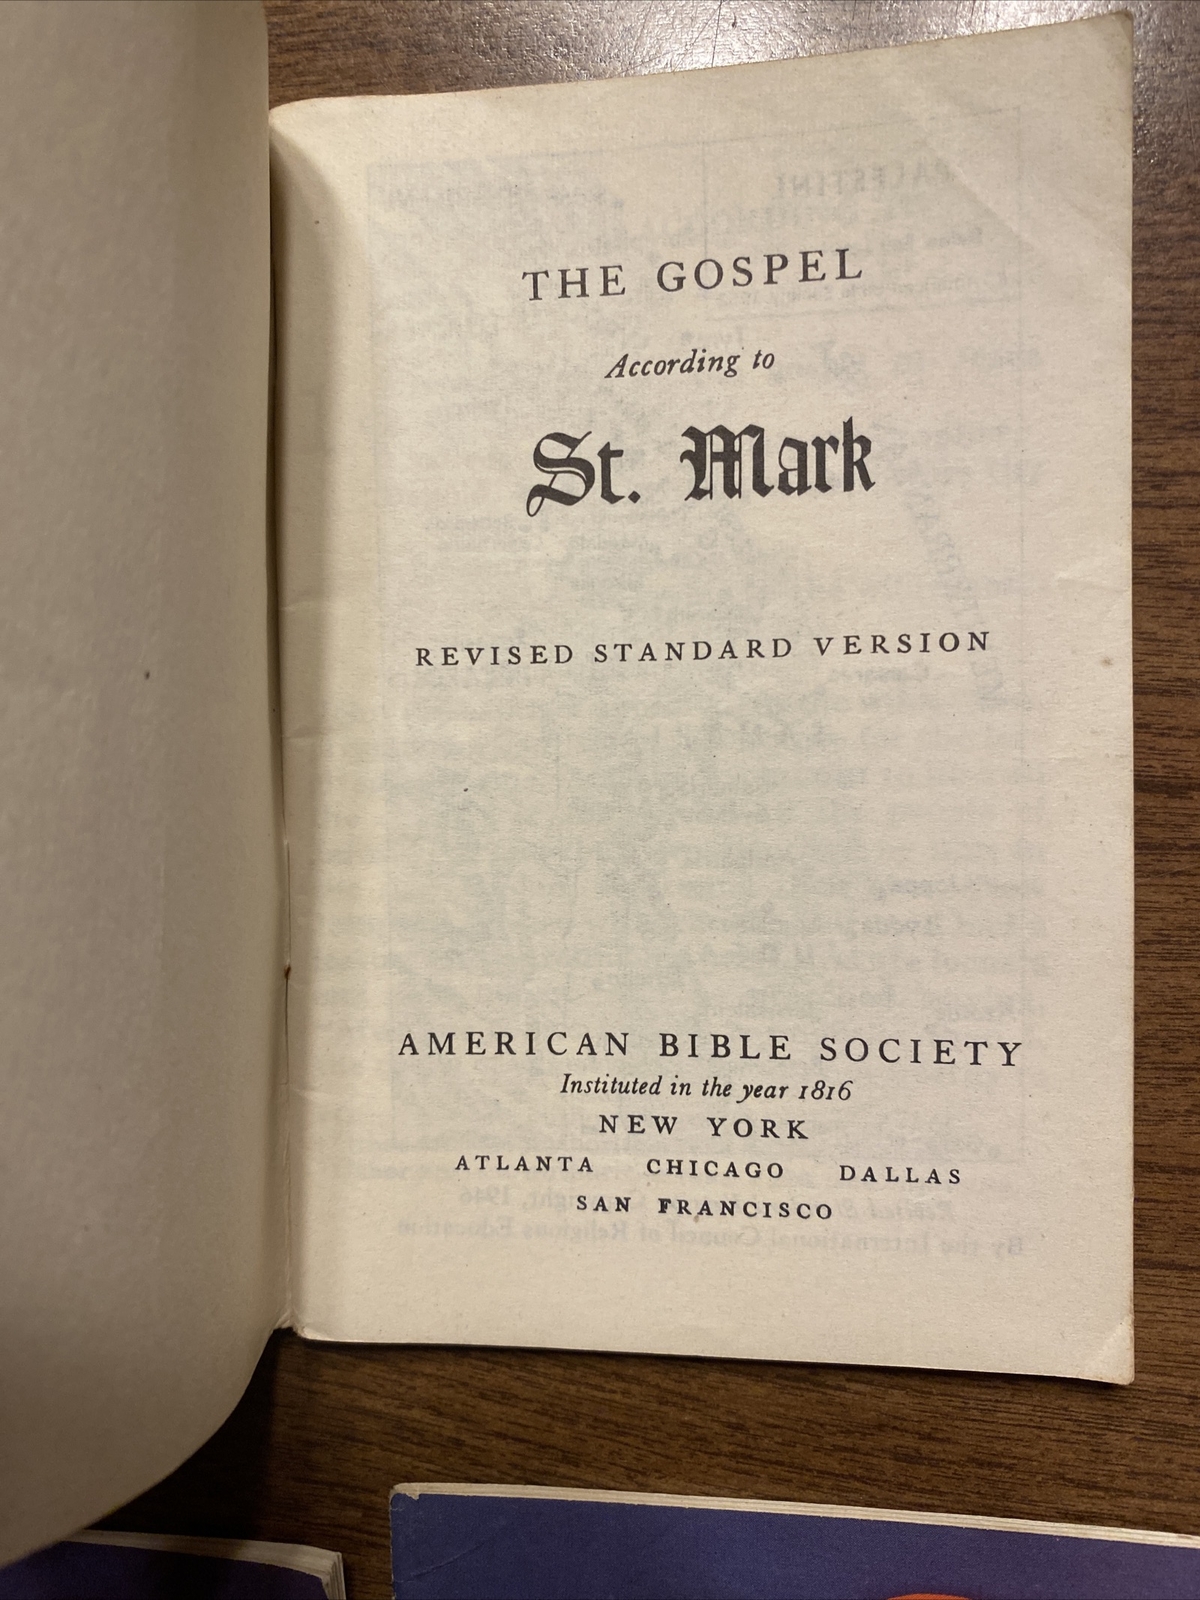 THE GOSPEL
According to
St. Mark
REVISED STANDARD VERSION
AMERICAN BIBLE SOCIETY
Instituted in the year 1816
NEW YORK
ATLANTA CHICAGO DALLAS
SAN FRANCISCO